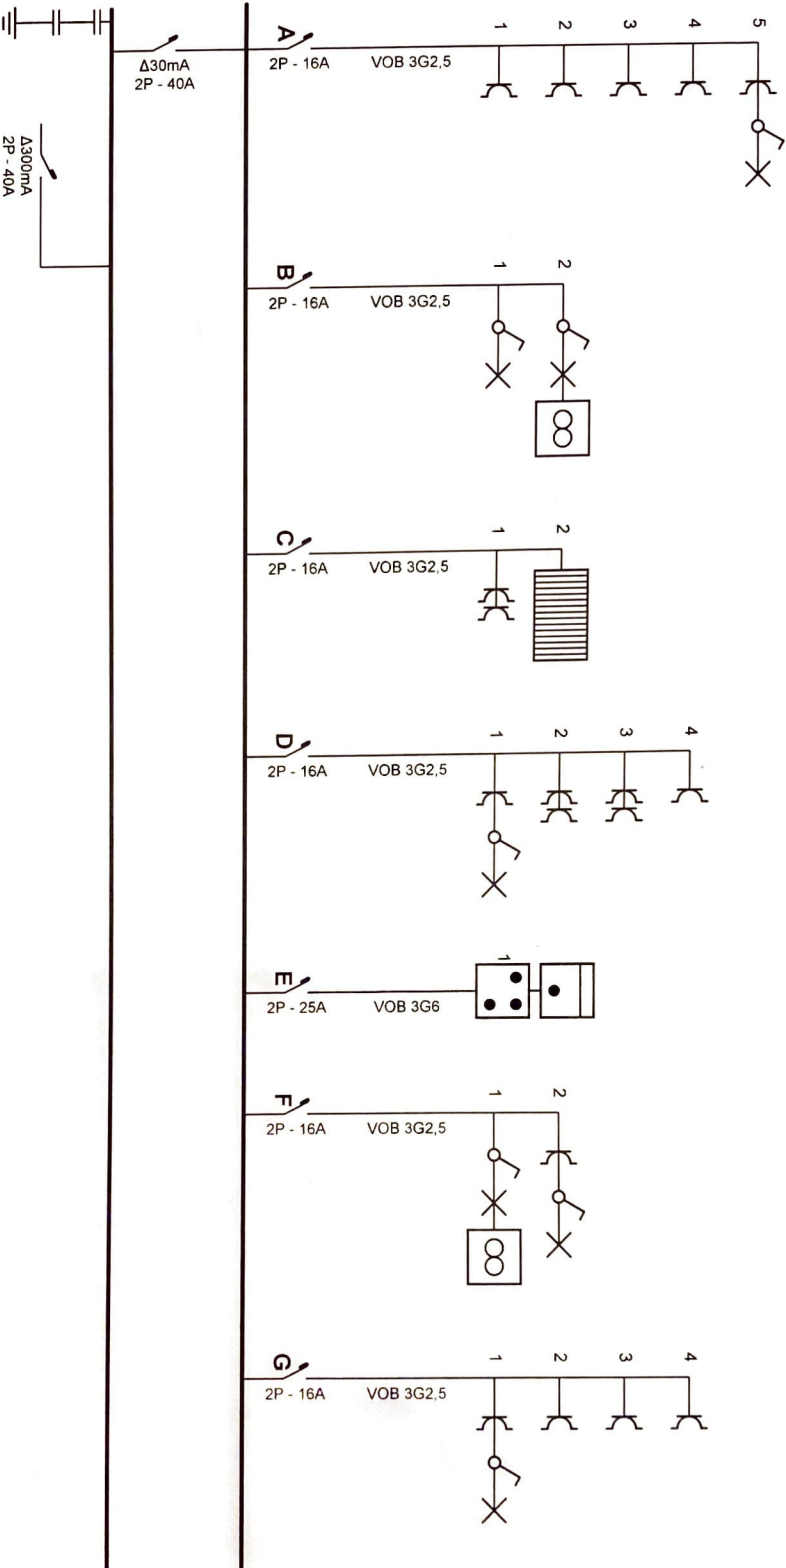 Δ30mA
2P - 40A
Δ300mA
2P - 40A
A
2P - 16A
VOB 3G2,5
1
2
3
4
5
B
2P - 16A
VOB 3G2,5
1
2
C
2P - 16A
VOB 3G2,5
1
2
D
2P - 16A
VOB 3G2,5
1
2
3
4
E
2P - 25A
VOB 3G6
1
F
2P - 16A
VOB 3G2,5
1
2
G
2P - 16A
VOB 3G2,5
1
2
3
4